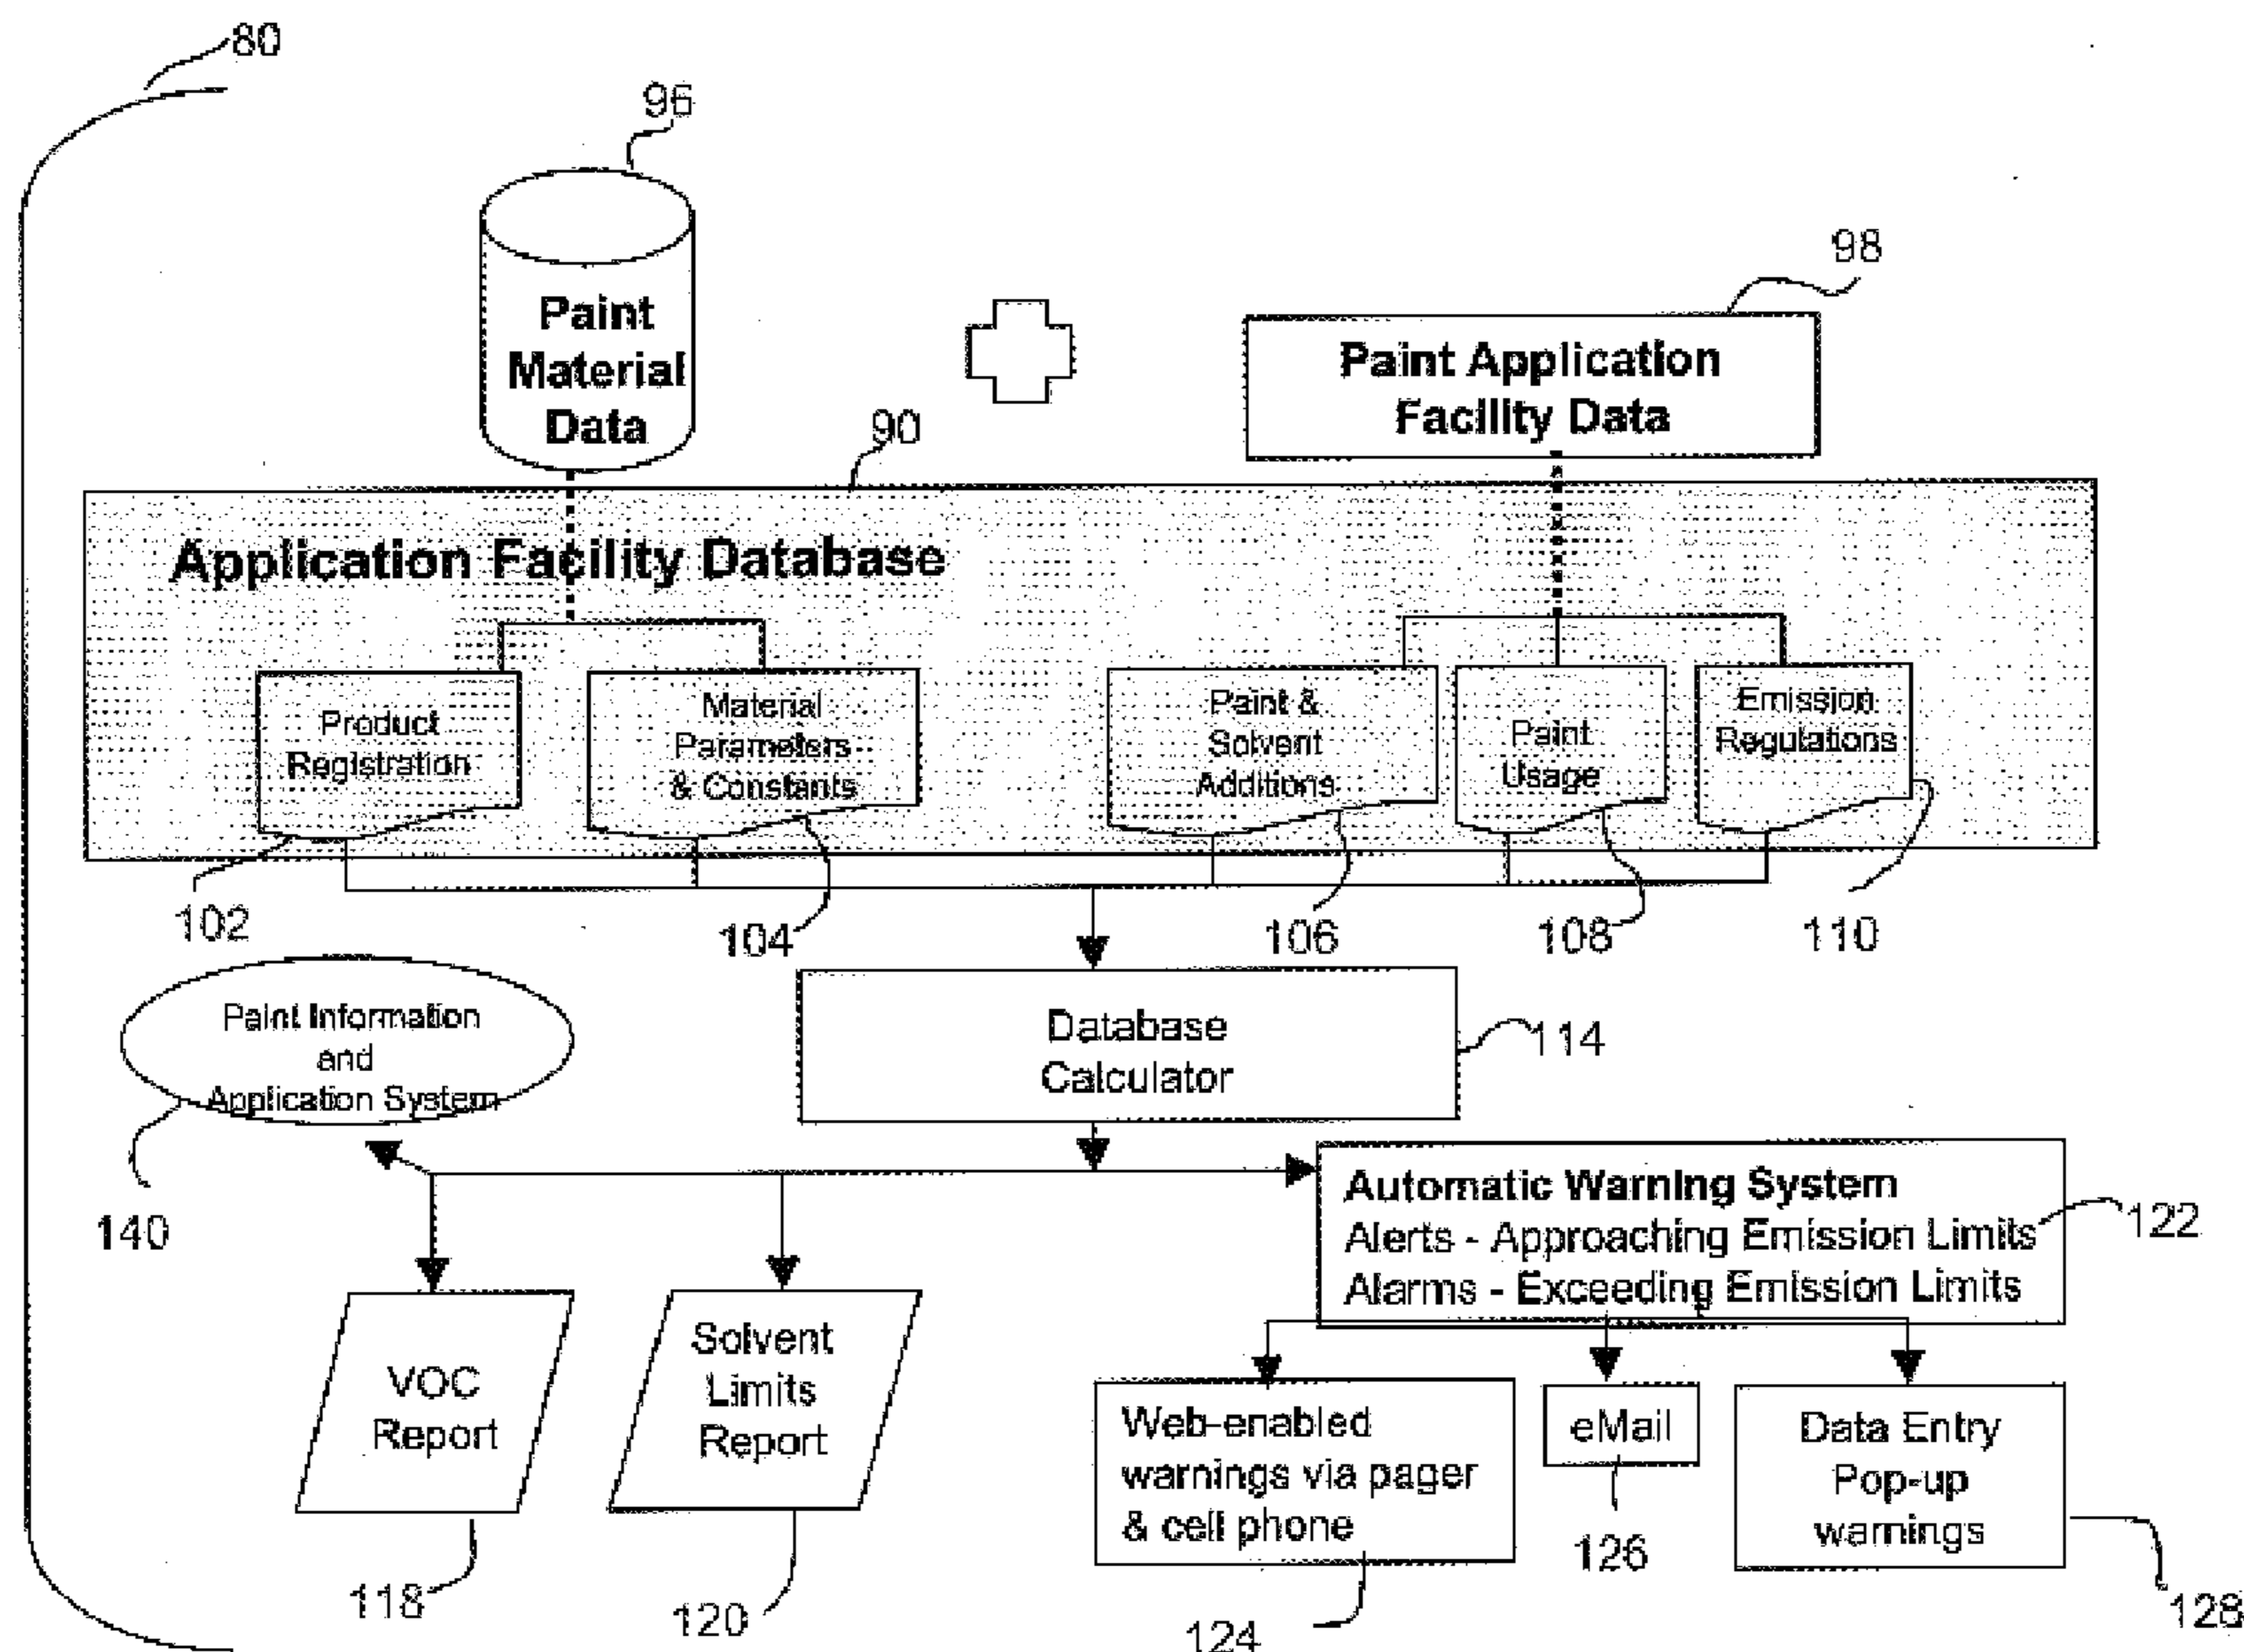 80
96
98
Paint
Material
Data
Paint Application
Facility Data
90
Application Facility Database
Product
Registration
Material
Parameters
& Constants
Paint &
Solvent
Additions
Paint
Usage
Emission
Regulations
102
104
106
108
110
Paint Information
and
Application System
Database
Calculator
114
140
Automatic Warning System
Alerts - Approaching Emission Limits
Alarms - Exceeding Emission Limits
122
VOC
Report
Solvent
Limits
Report
Web-enabled
warnings via pager
& cell phone
eMail
Data Entry
Pop-up
warnings
118
120
124
126
128